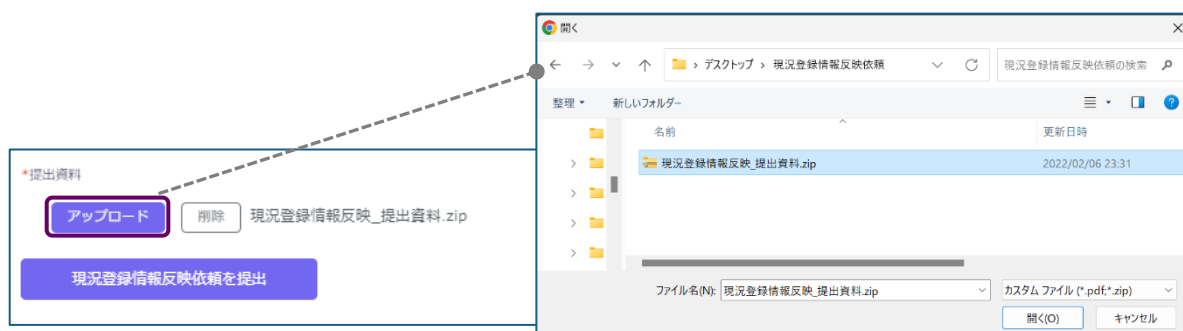 *提出資料
アップロード 削除 現況登録情報反映_提出資料.zip
現況登録情報反映依頼を提出
開く
デスクトップ › 現況登録情報反映依頼 現況登録情報反映依頼の検索
整理 新しいフォルダー
名前 更新日時
現況登録情報反映_提出資料.zip 2022/02/06 23:31
ファイル名(N): 現況登録情報反映_提出資料.zip カスタム ファイル (*.pdf;*.zip)
開く(O) キャンセル